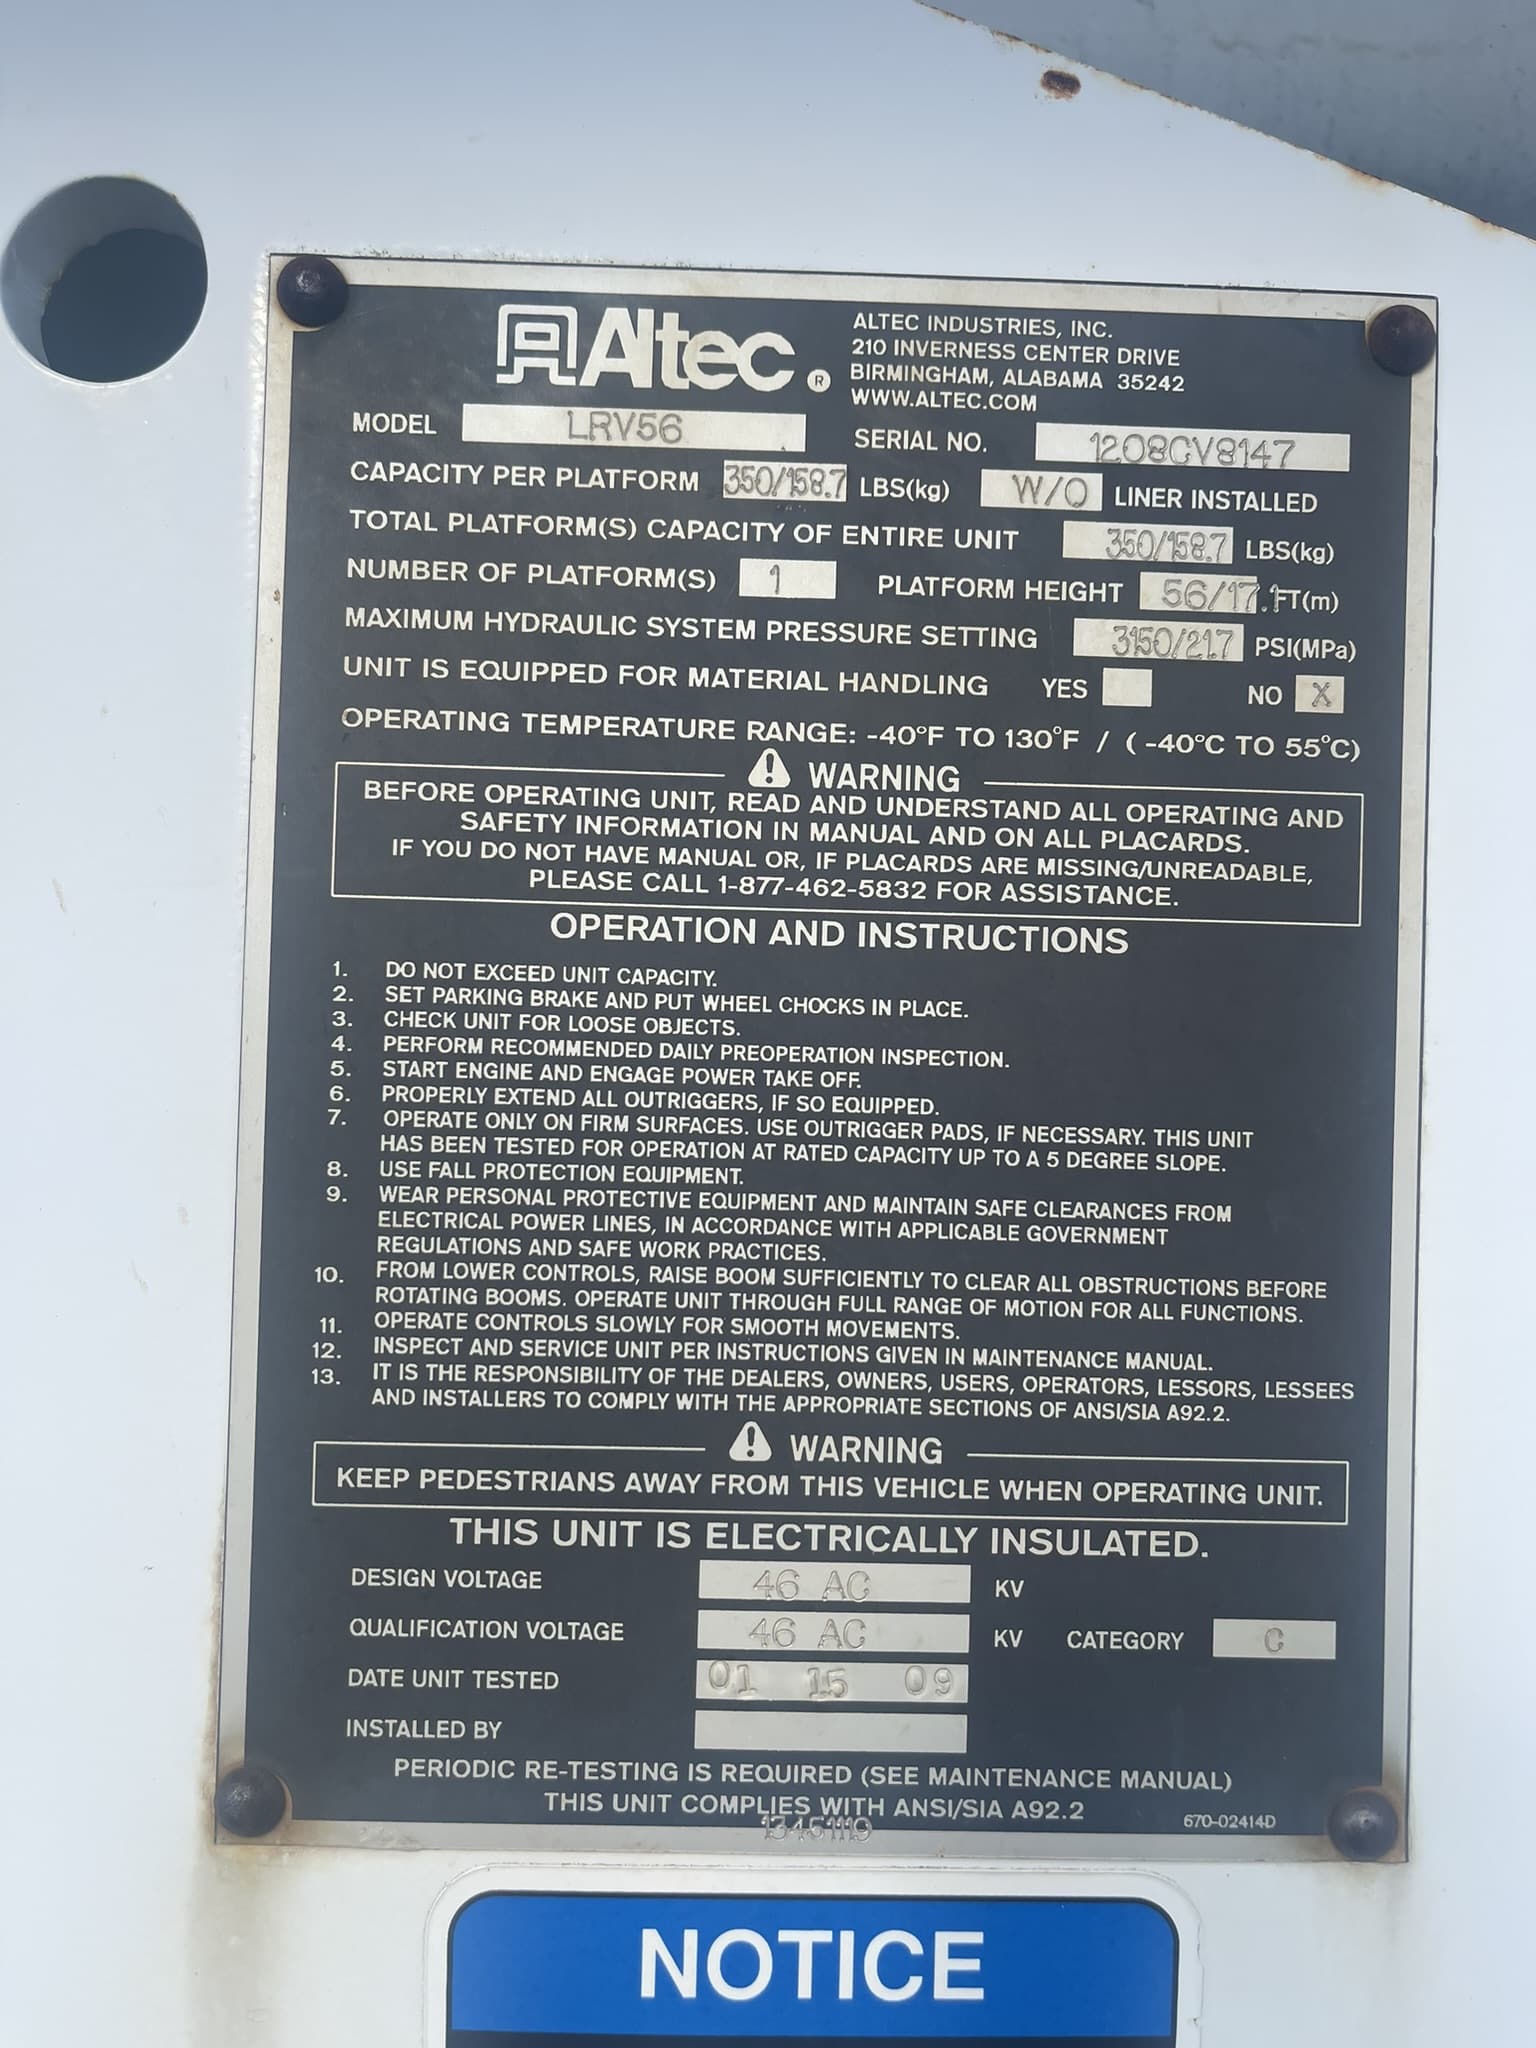 Altec ®
ALTEC INDUSTRIES, INC.
210 INVERNESS CENTER DRIVE
BIRMINGHAM, ALABAMA 35242
WWW.ALTEC.COM
MODEL LRV56 SERIAL NO. 1208CV8147
CAPACITY PER PLATFORM 350/158.7 LBS(kg) W/O LINER INSTALLED
TOTAL PLATFORM(S) CAPACITY OF ENTIRE UNIT 350/158.7 LBS(kg)
NUMBER OF PLATFORM(S) 1 PLATFORM HEIGHT 56/17.1 FT(m)
MAXIMUM HYDRAULIC SYSTEM PRESSURE SETTING 3150/21.7 PSI(MPa)
UNIT IS EQUIPPED FOR MATERIAL HANDLING YES NO X
OPERATING TEMPERATURE RANGE: -40°F TO 130°F / ( -40°C TO 55°C)
WARNING
BEFORE OPERATING UNIT, READ AND UNDERSTAND ALL OPERATING AND
SAFETY INFORMATION IN MANUAL AND ON ALL PLACARDS.
IF YOU DO NOT HAVE MANUAL OR, IF PLACARDS ARE MISSING/UNREADABLE,
PLEASE CALL 1-877-462-5832 FOR ASSISTANCE.
OPERATION AND INSTRUCTIONS
1. DO NOT EXCEED UNIT CAPACITY.
2. SET PARKING BRAKE AND PUT WHEEL CHOCKS IN PLACE.
3. CHECK UNIT FOR LOOSE OBJECTS.
4. PERFORM RECOMMENDED DAILY PREOPERATION INSPECTION.
5. START ENGINE AND ENGAGE POWER TAKE OFF.
6. PROPERLY EXTEND ALL OUTRIGGERS, IF SO EQUIPPED.
7. OPERATE ONLY ON FIRM SURFACES. USE OUTRIGGER PADS, IF NECESSARY. THIS UNIT
HAS BEEN TESTED FOR OPERATION AT RATED CAPACITY UP TO A 5 DEGREE SLOPE.
8. USE FALL PROTECTION EQUIPMENT.
9. WEAR PERSONAL PROTECTIVE EQUIPMENT AND MAINTAIN SAFE CLEARANCES FROM
ELECTRICAL POWER LINES, IN ACCORDANCE WITH APPLICABLE GOVERNMENT
REGULATIONS AND SAFE WORK PRACTICES.
10. FROM LOWER CONTROLS, RAISE BOOM SUFFICIENTLY TO CLEAR ALL OBSTRUCTIONS BEFORE
ROTATING BOOMS. OPERATE UNIT THROUGH FULL RANGE OF MOTION FOR ALL FUNCTIONS.
11. OPERATE CONTROLS SLOWLY FOR SMOOTH MOVEMENTS.
12. INSPECT AND SERVICE UNIT PER INSTRUCTIONS GIVEN IN MAINTENANCE MANUAL.
13. IT IS THE RESPONSIBILITY OF THE DEALERS, OWNERS, USERS, OPERATORS, LESSORS, LESSEES
AND INSTALLERS TO COMPLY WITH THE APPROPRIATE SECTIONS OF ANSI/SIA A92.2.
WARNING
KEEP PEDESTRIANS AWAY FROM THIS VEHICLE WHEN OPERATING UNIT.
THIS UNIT IS ELECTRICALLY INSULATED.
DESIGN VOLTAGE 46 AC KV
QUALIFICATION VOLTAGE 46 AC KV CATEGORY C
DATE UNIT TESTED 01 15 09
INSTALLED BY
PERIODIC RE-TESTING IS REQUIRED (SEE MAINTENANCE MANUAL)
THIS UNIT COMPLIES WITH ANSI/SIA A92.2 670-02414D
13451119
NOTICE